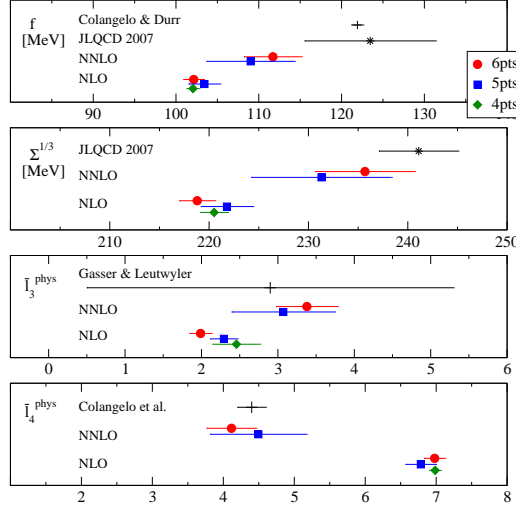 f
[MeV]
Colangelo & Durr
JLQCD 2007
NNLO
NLO
6pts
5pts
4pts
90 100 110 120 130
Σ^1/3
[MeV]
JLQCD 2007
NNLO
NLO
210 220 230 240 250
l̄_3^phys
Gasser & Leutwyler
NNLO
NLO
0 1 2 3 4 5 6
l̄_4^phys
Colangelo et al.
NNLO
NLO
2 3 4 5 6 7 8